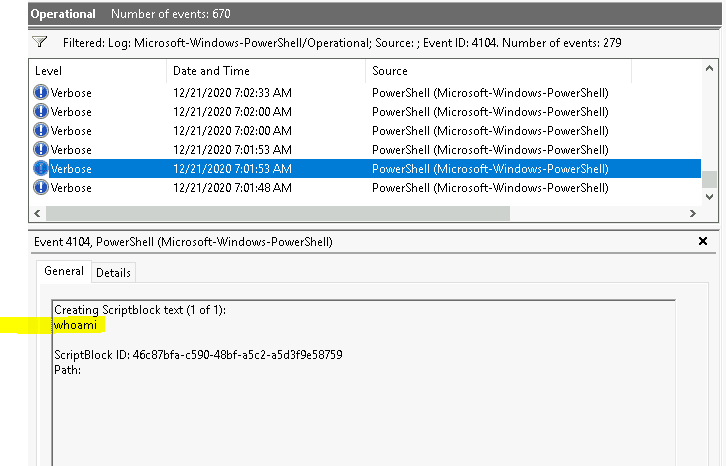 Operational Number of events: 670
Filtered: Log: Microsoft-Windows-PowerShell/Operational; Source: ; Event ID: 4104. Number of events: 279
Level Date and Time Source
Verbose 12/21/2020 7:02:33 AM PowerShell (Microsoft-Windows-PowerShell)
Verbose 12/21/2020 7:02:00 AM PowerShell (Microsoft-Windows-PowerShell)
Verbose 12/21/2020 7:02:00 AM PowerShell (Microsoft-Windows-PowerShell)
Verbose 12/21/2020 7:01:53 AM PowerShell (Microsoft-Windows-PowerShell)
Verbose 12/21/2020 7:01:53 AM PowerShell (Microsoft-Windows-PowerShell)
Verbose 12/21/2020 7:01:48 AM PowerShell (Microsoft-Windows-PowerShell)
Event 4104, PowerShell (Microsoft-Windows-PowerShell)
General Details
Creating Scriptblock text (1 of 1):
whoami
ScriptBlock ID: 46c87bfa-c590-48bf-a5c2-a5d3f9e58759
Path: